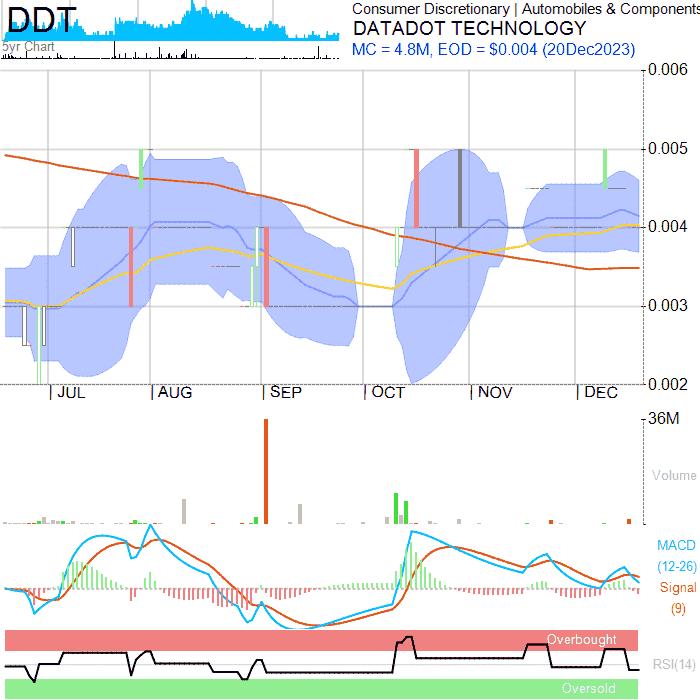 DDT
5yr Chart
Consumer Discretionary | Automobiles & Components
DATADOT TECHNOLOGY
MC = 4.8M, EOD = $0.004 (20Dec2023)
0.006
0.005
0.004
0.003
0.002
JUL AUG SEP OCT NOV DEC
36M
Volume
MACD
(12-26)
Signal
(9)
Overbought
RSI(14)
Oversold